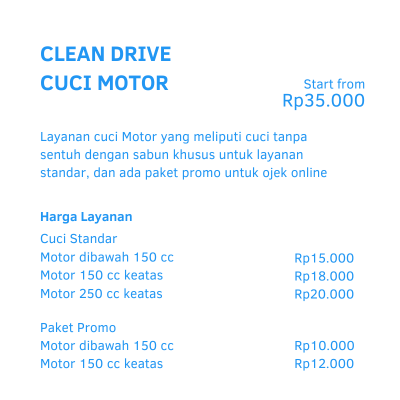 CLEAN DRIVE
CUCI MOTOR
Start from
Rp35.000
Layanan cuci Motor yang meliputi cuci tanpa
sentuh dengan sabun khusus untuk layanan
standar, dan ada paket promo untuk ojek online
Harga Layanan
Cuci Standar
Motor dibawah 150 cc Rp15.000
Motor 150 cc keatas Rp18.000
Motor 250 cc keatas Rp20.000
Paket Promo
Motor dibawah 150 cc Rp10.000
Motor 150 cc keatas Rp12.000